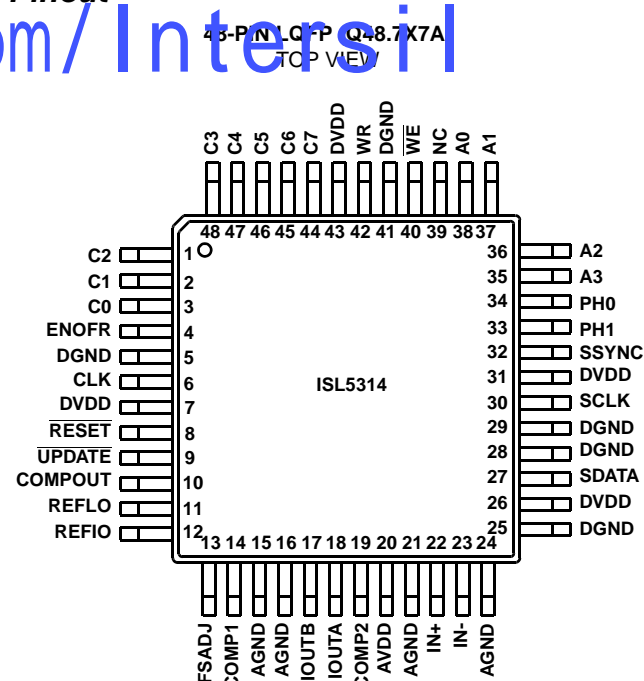 Pinout
om/Intersil
48-PIN LQFP Q48.7X7A
TOP VIEW
C3 C4 C5 C6 C7 DVDD WR DGND WE NC A0 A1
48 47 46 45 44 43 42 41 40 39 38 37
C2 1 36 A2
C1 2 35 A3
C0 3 34 PH0
ENOFR 4 33 PH1
DGND 5 32 SSYNC
CLK 6 ISL5314 31 DVDD
DVDD 7 30 SCLK
RESET 8 29 DGND
UPDATE 9 28 DGND
COMPOUT 10 27 SDATA
REFLO 11 26 DVDD
REFIO 12 25 DGND
13 14 15 16 17 18 19 20 21 22 23 24
FSADJ COMP1 AGND AGND IOUTB IOUTA COMP2 AVDD AGND IN+ IN- AGND